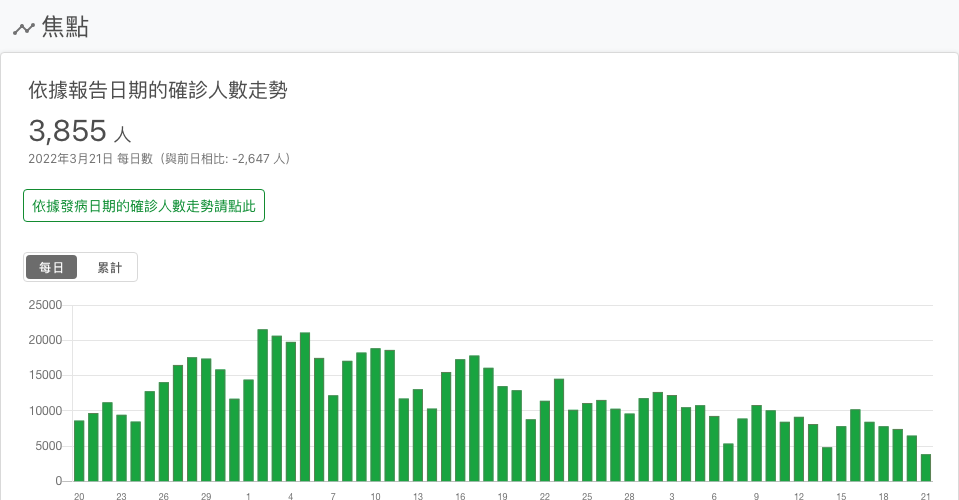 焦點
依據報告日期的確診人數走勢
3,855 人
2022年3月21日 每日數（與前日相比: -2,647 人）
依據發病日期的確診人數走勢請點此
每日 累計
25000
20000
15000
10000
5000
0
20 23 26 29 1 4 7 10 13 16 19 22 25 28 3 6 9 12 15 18 21